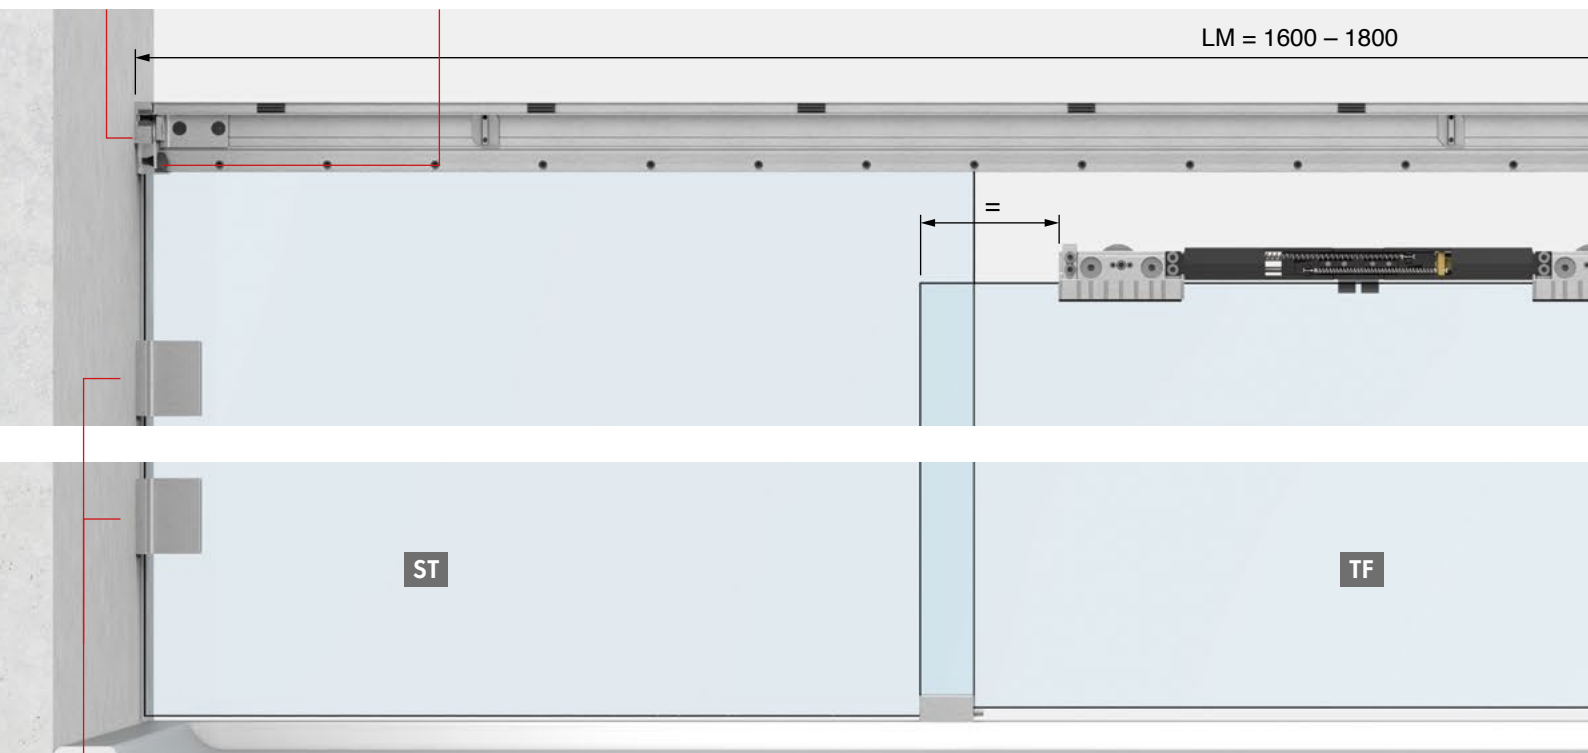 LM = 1600 – 1800
=
ST
TF